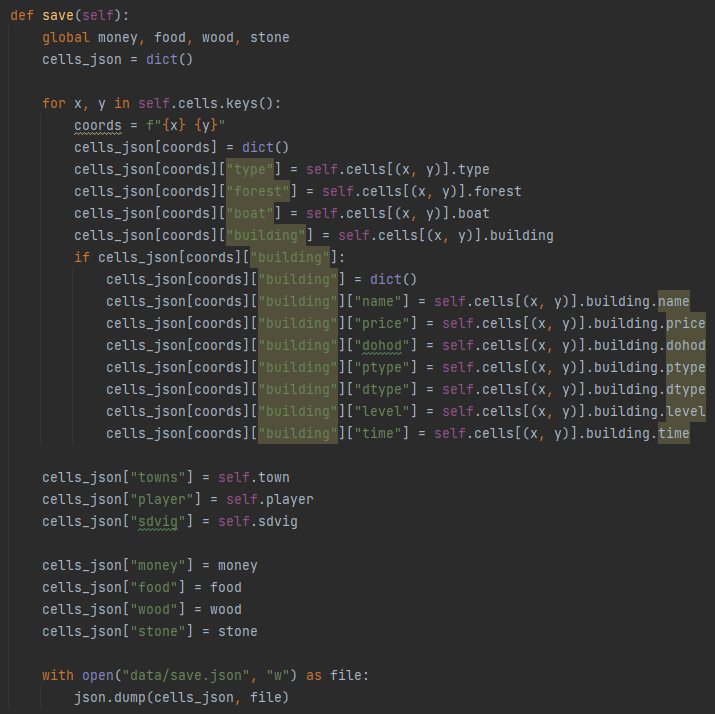 def save(self):
    global money, food, wood, stone
    cells_json = dict()

    for x, y in self.cells.keys():
        coords = f"{x} {y}"
        cells_json[coords] = dict()
        cells_json[coords]["type"] = self.cells[(x, y)].type
        cells_json[coords]["forest"] = self.cells[(x, y)].forest
        cells_json[coords]["boat"] = self.cells[(x, y)].boat
        cells_json[coords]["building"] = self.cells[(x, y)].building
        if cells_json[coords]["building"]:
            cells_json[coords]["building"] = dict()
            cells_json[coords]["building"]["name"] = self.cells[(x, y)].building.name
            cells_json[coords]["building"]["price"] = self.cells[(x, y)].building.price
            cells_json[coords]["building"]["dohod"] = self.cells[(x, y)].building.dohod
            cells_json[coords]["building"]["ptype"] = self.cells[(x, y)].building.ptype
            cells_json[coords]["building"]["dtype"] = self.cells[(x, y)].building.dtype
            cells_json[coords]["building"]["level"] = self.cells[(x, y)].building.level
            cells_json[coords]["building"]["time"] = self.cells[(x, y)].building.time

    cells_json["towns"] = self.town
    cells_json["player"] = self.player
    cells_json["sdvig"] = self.sdvig

    cells_json["money"] = money
    cells_json["food"] = food
    cells_json["wood"] = wood
    cells_json["stone"] = stone

    with open("data/save.json", "w") as file:
        json.dump(cells_json, file)